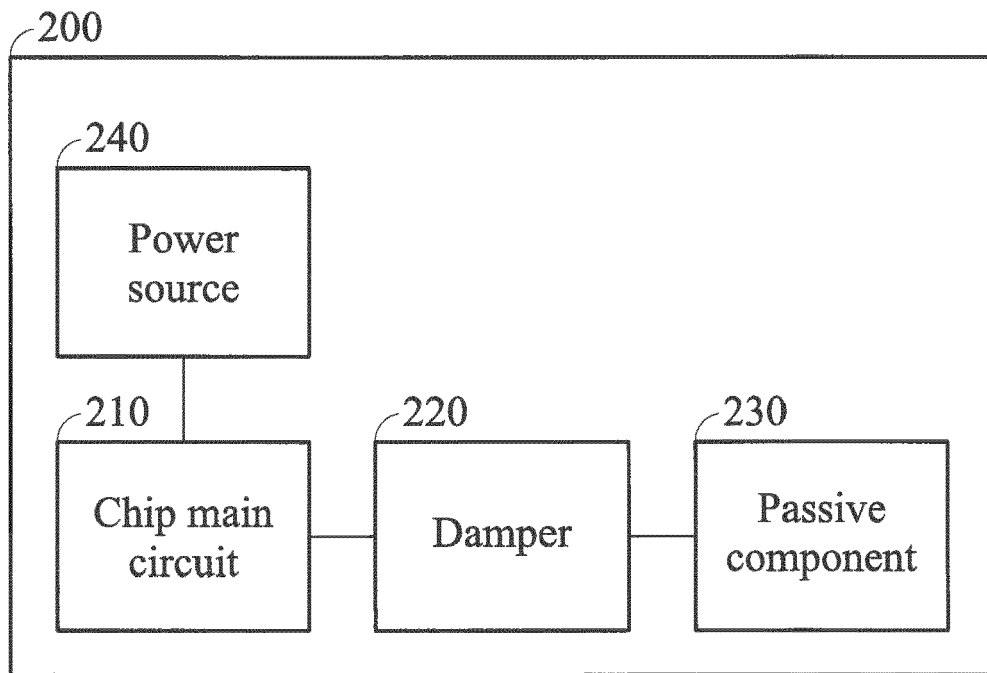 200
240
Power
source
210
Chip main
circuit
220
Damper
230
Passive
component